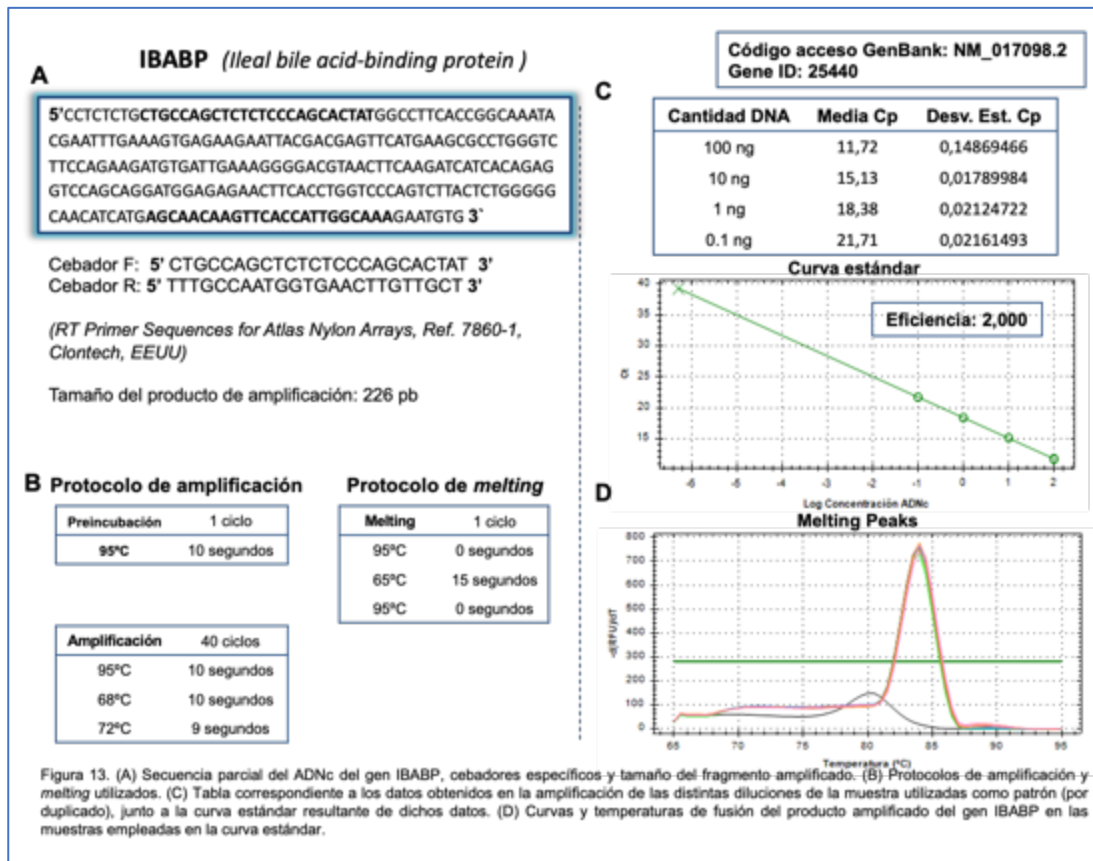 IBABP (Ileal bile acid-binding protein )
A
5'CCTCTCTGCTGCCAGCTCTCTCCCAGCACTATGGCCTTCACCGGCAAATA
CGAATTTGAAAGTGAGAAGAATTACGACGAGTTCATGAAGCGCCTGGGTC
TTCCAGAAGATGTGATTGAAAGGGGACGTAACTTCAAGATCATCACAGAG
GTCCAGCAGGATGGAGAGAACTTCACCTGGTCCCAGTCTTACTCTGGGGG
CAACATCATGAGCAACAAGTTCACCATTGGCAAAGAATGTG 3`
Cebador F: 5' CTGCCAGCTCTCTCCCAGCACTAT 3'
Cebador R: 5' TTTGCCAATGGTGAACTTGTTGCT 3'
(RT Primer Sequences for Atlas Nylon Arrays, Ref. 7860-1,
Clontech, EEUU)
Tamaño del producto de amplificación: 226 pb
B
Protocolo de amplificación
Preincubación 1 ciclo
95ºC 10 segundos
Amplificación 40 ciclos
95ºC 10 segundos
68ºC 10 segundos
72ºC 9 segundos
Protocolo de melting
Melting 1 ciclo
95ºC 0 segundos
65ºC 15 segundos
95ºC 0 segundos
Código acceso GenBank: NM_017098.2
Gene ID: 25440
C
Cantidad DNA Media Cp Desv. Est. Cp
100 ng 11,72 0,14869466
10 ng 15,13 0,01789984
1 ng 18,38 0,02124722
0.1 ng 21,71 0,02161493
Curva estándar
Eficiencia: 2,000
40
35
30
25
20
15
Ct
-6 -5 -4 -3 -2 -1 0 1 2
Log Concentración ADNc
D
Melting Peaks
800
700
600
500
400
300
200
100
0
-d(RFU)/dT
65 70 75 80 85 90 95
Temperatura (ºC)
Figura 13. (A) Secuencia parcial del ADNc del gen IBABP, cebadores específicos y tamaño del fragmento amplificado. (B) Protocolos de amplificación y
melting utilizados. (C) Tabla correspondiente a los datos obtenidos en la amplificación de las distintas diluciones de la muestra utilizadas como patrón (por
duplicado), junto a la curva estándar resultante de dichos datos. (D) Curvas y temperaturas de fusión del producto amplificado del gen IBABP en las
muestras empleadas en la curva estándar.